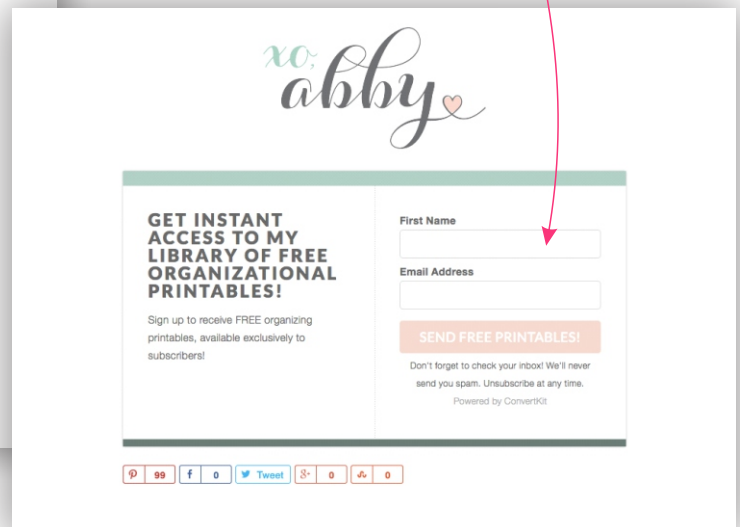 xo,
abby
GET INSTANT
ACCESS TO MY
LIBRARY OF FREE
ORGANIZATIONAL
PRINTABLES!
Sign up to receive FREE organizing
printables, available exclusively to
subscribers!
First Name
Email Address
SEND FREE PRINTABLES!
Don't forget to check your inbox! We'll never
send you spam. Unsubscribe at any time.
Powered by ConvertKit
99 f 0 Tweet 8+ 0 0